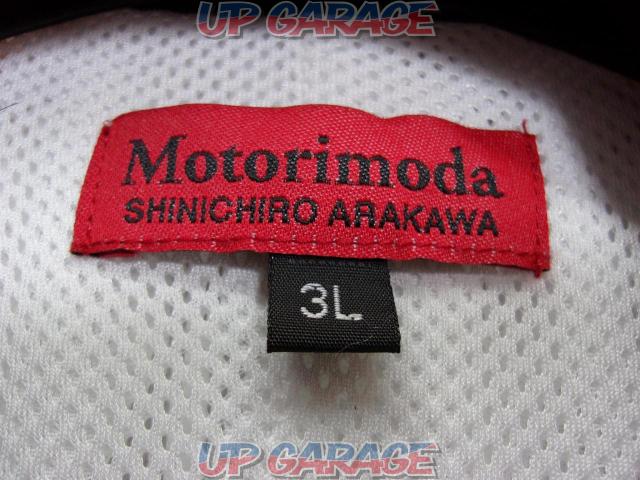 UP GARAGE
Motorimoda
SHINICHIRO ARAKAWA
3L
UP GARAGE